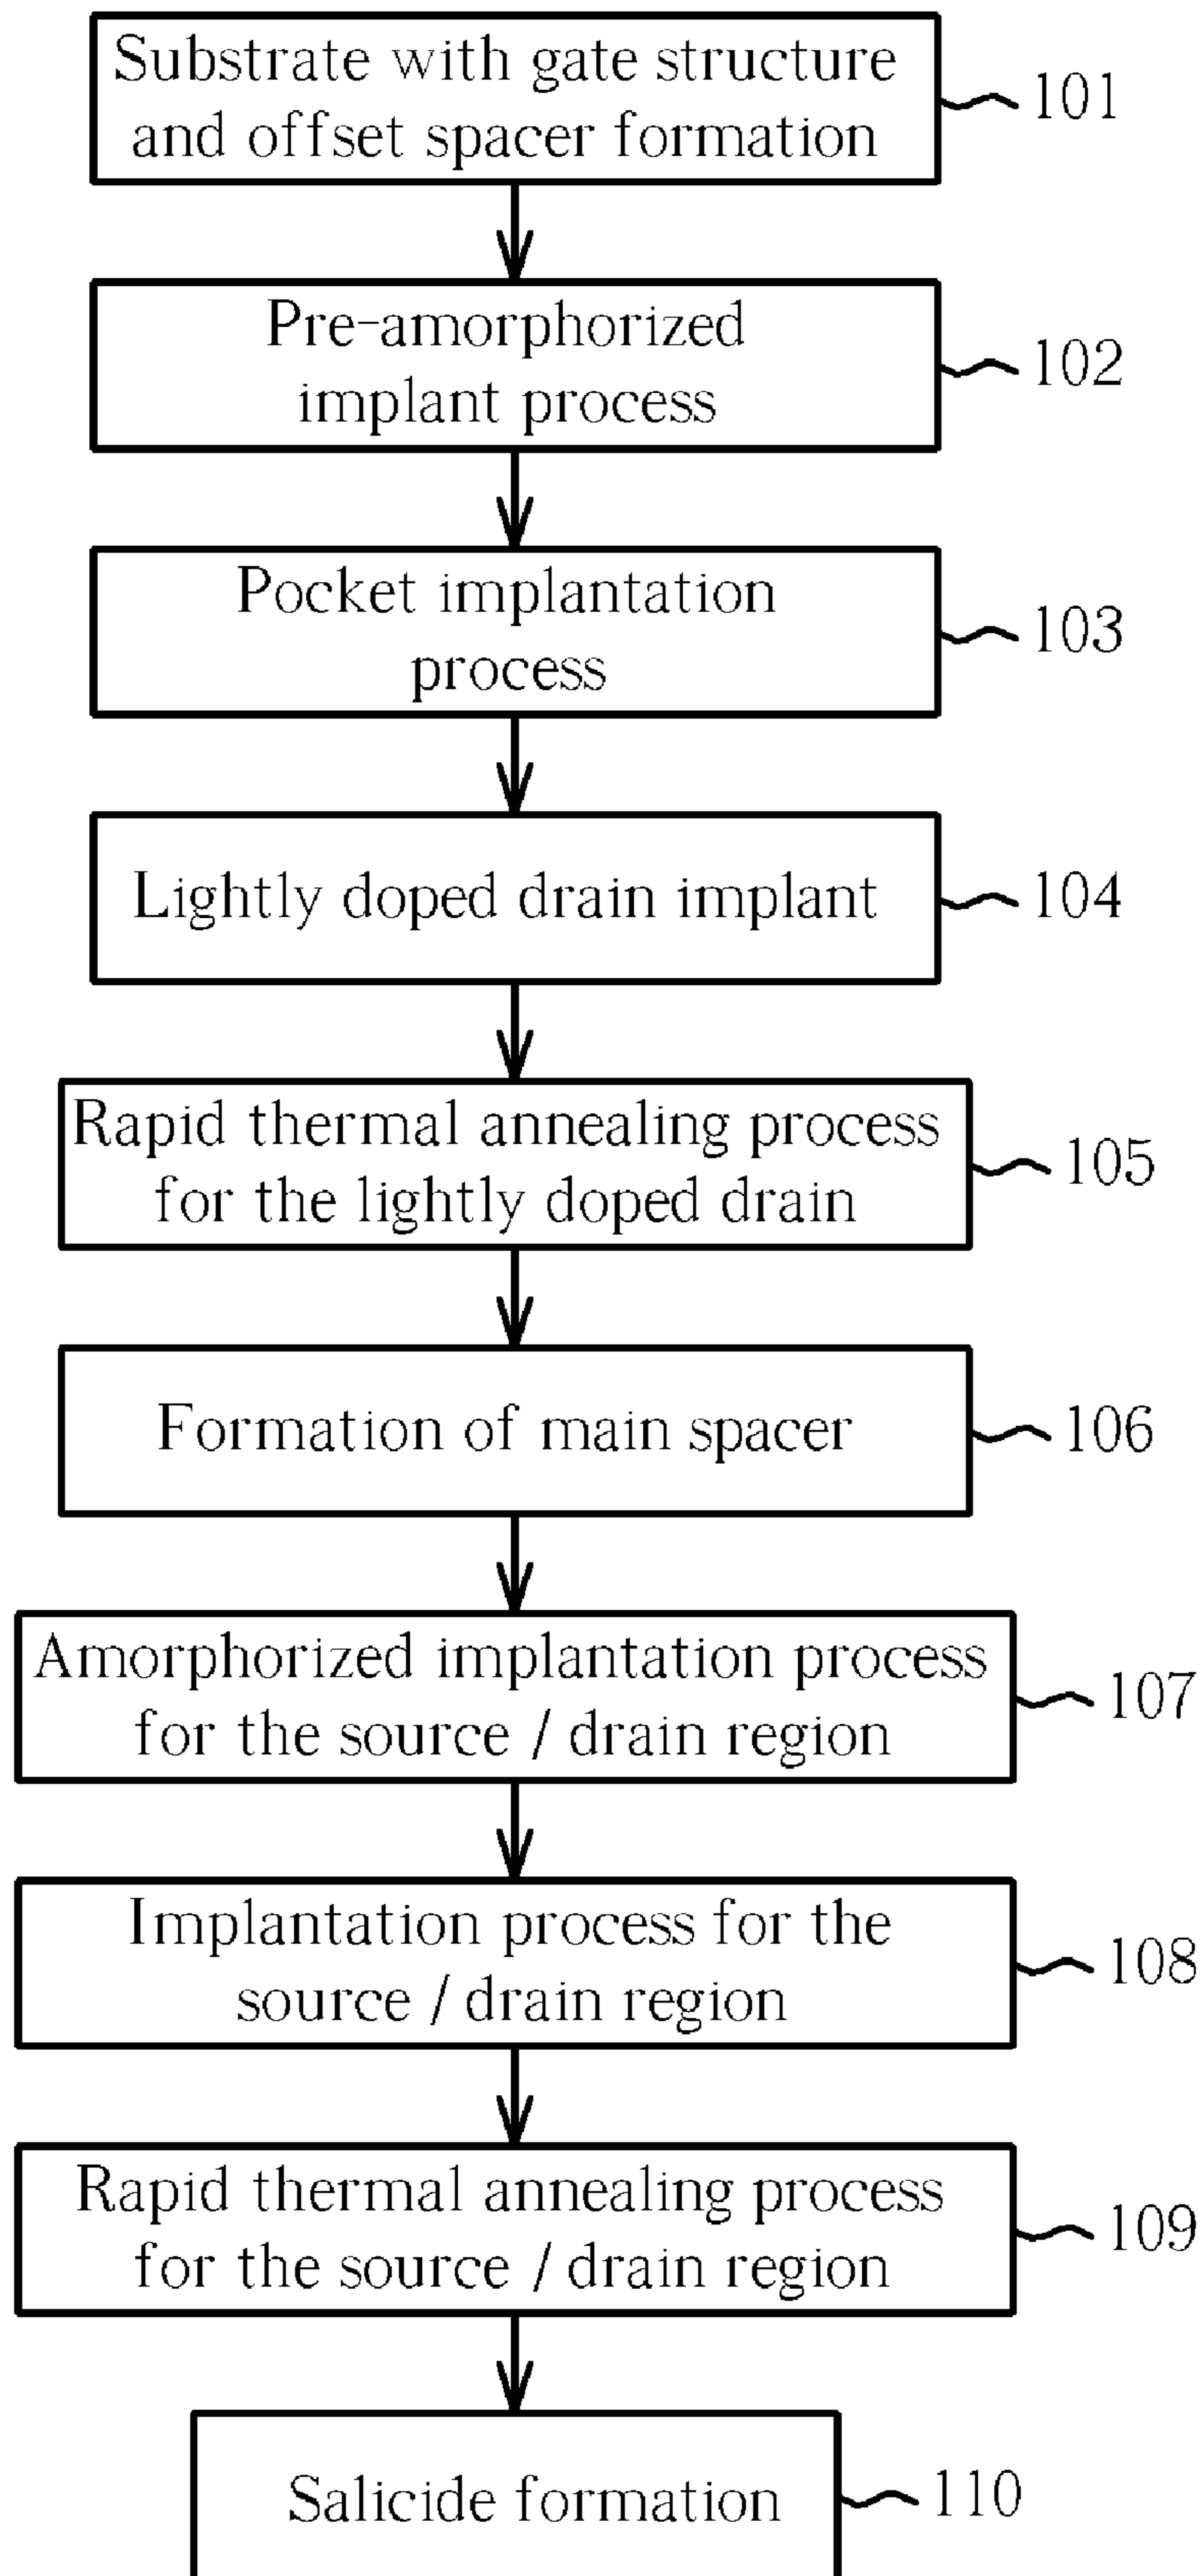 Substrate with gate structure
and offset spacer formation
101
Pre-amorphorized
implant process
102
Pocket implantation
process
103
Lightly doped drain implant
104
Rapid thermal annealing process
for the lightly doped drain
105
Formation of main spacer
106
Amorphorized implantation process
for the source / drain region
107
Implantation process for the
source / drain region
108
Rapid thermal annealing process
for the source / drain region
109
Salicide formation
110